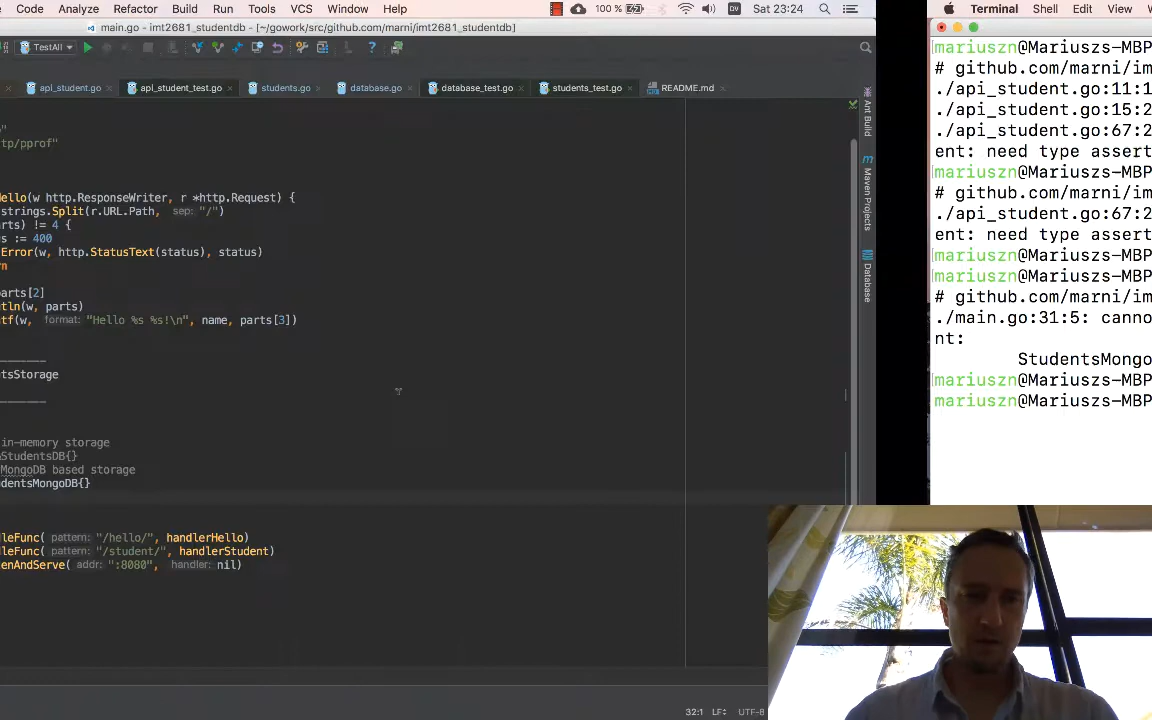 Code Analyze Refactor Build Run Tools VCS Window Help 100 % Sat 23:24
main.go - imt2681_studentdb - [~/gowork/src/github.com/marni/imt2681_studentdb]
TestAll
api_student.go api_student_test.go students.go database.go database_test.go students_test.go README.md
"
tp/pprof"
ello(w http.ResponseWriter, r *http.Request) {
strings.Split(r.URL.Path, sep: "/")
rts) != 4 {
s := 400
Error(w, http.StatusText(status), status)
rn
parts[2]
tln(w, parts)
tf(w, format: "Hello %s %s!\n", name, parts[3])
tsStorage
in-memory storage
StudentsDB{}
MongoDB based storage
udentsMongoDB{}
leFunc( pattern: "/hello/", handlerHello)
leFunc( pattern: "/student/", handlerStudent)
enAndServe( addr: ":8080", handler: nil)
Ant Build
Maven Projects
Database
32:1 LF UTF-8
Terminal Shell Edit View
mariuszn@Mariuszs-MBP
# github.com/marni/im
./api_student.go:11:1
./api_student.go:15:2
./api_student.go:67:2
ent: need type assert
mariuszn@Mariuszs-MBP
# github.com/marni/im
./api_student.go:67:2
ent: need type assert
mariuszn@Mariuszs-MBP
mariuszn@Mariuszs-MBP
# github.com/marni/im
./main.go:31:5: canno
nt:
StudentsMongo
mariuszn@Mariuszs-MBP
mariuszn@Mariuszs-MBP